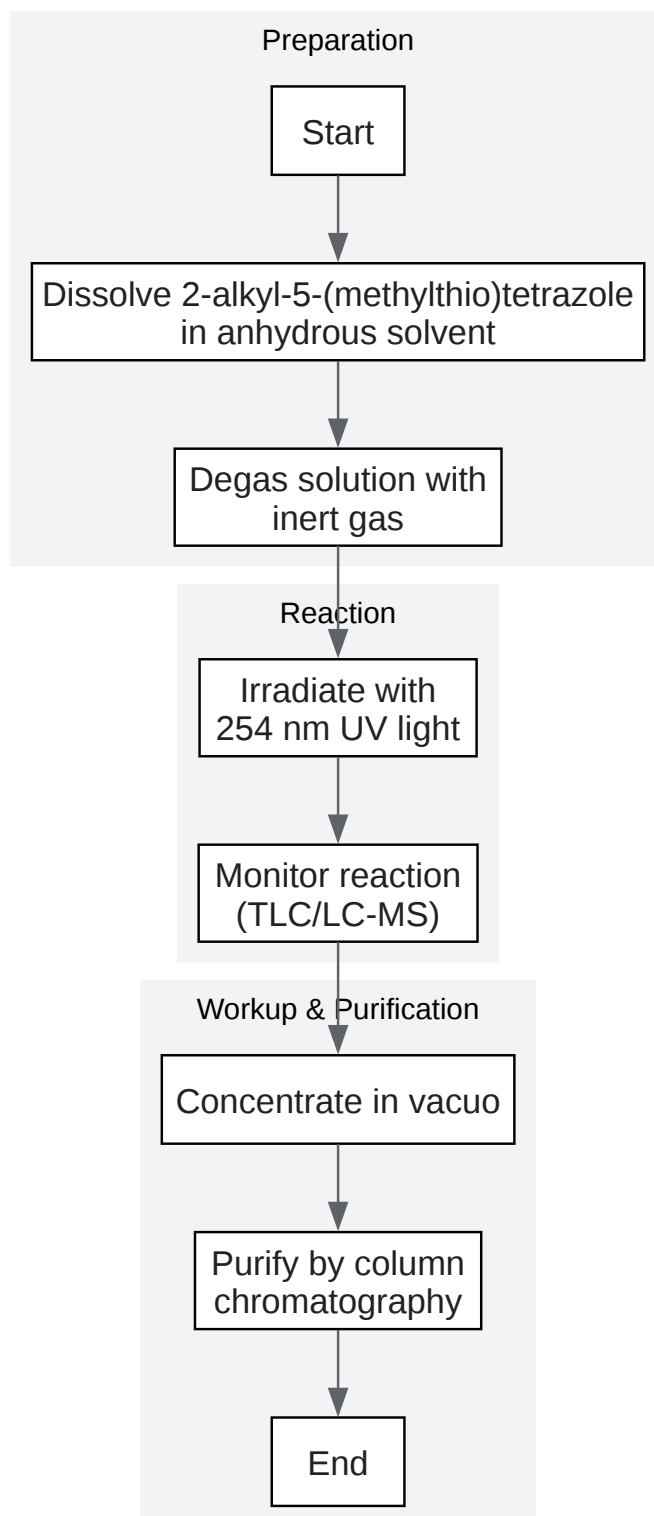 Preparation
Start
Dissolve 2-alkyl-5-(methylthio)tetrazole
in anhydrous solvent
Degas solution with
inert gas
Reaction
Irradiate with
254 nm UV light
Monitor reaction
(TLC/LC-MS)
Workup & Purification
Concentrate in vacuo
Purify by column
chromatography
End